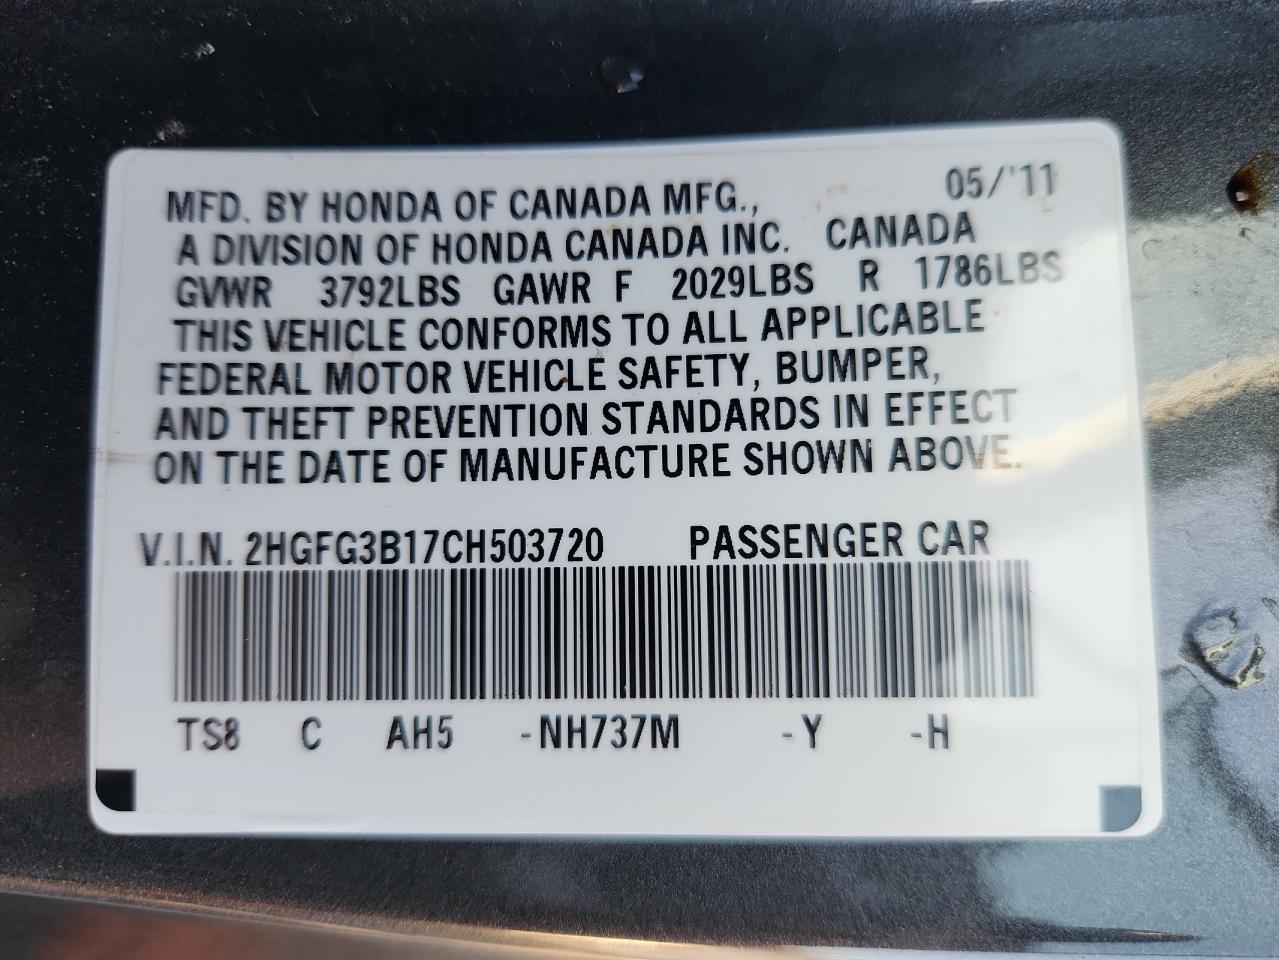 MFD. BY HONDA OF CANADA MFG., 05/'11
A DIVISION OF HONDA CANADA INC. CANADA
GVWR 3792LBS GAWR F 2029LBS R 1786LBS
THIS VEHICLE CONFORMS TO ALL APPLICABLE
FEDERAL MOTOR VEHICLE SAFETY, BUMPER,
AND THEFT PREVENTION STANDARDS IN EFFECT
ON THE DATE OF MANUFACTURE SHOWN ABOVE.
V.I.N. 2HGFG3B17CH503720 PASSENGER CAR
TS8 C AH5 -NH737M -Y -H